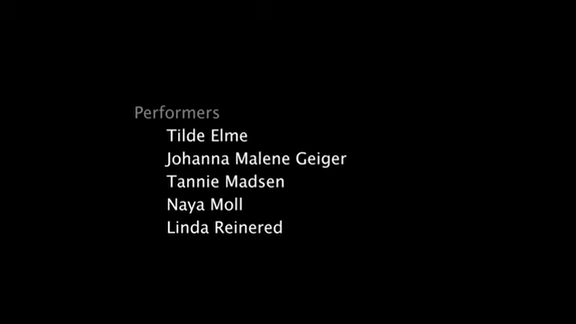 Performers
Tilde Elme
Johanna Malene Geiger
Tannie Madsen
Naya Moll
Linda Reinered